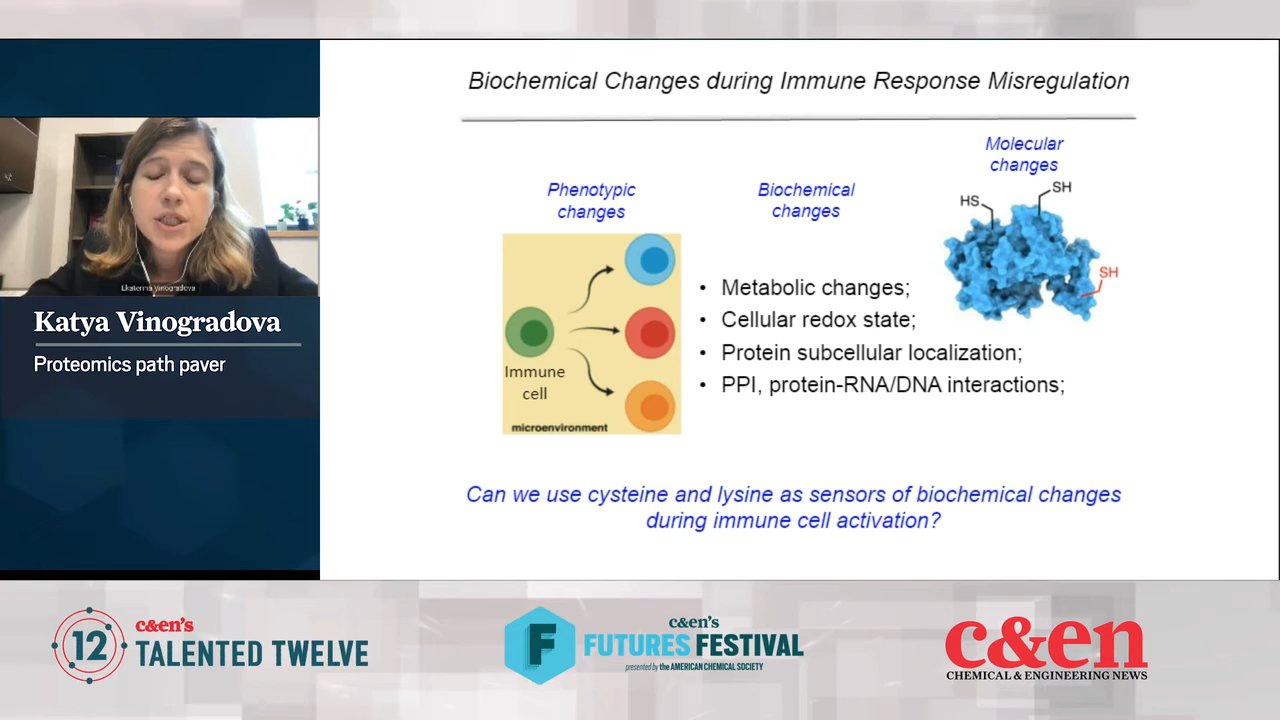 Biochemical Changes during Immune Response Misregulation
Molecular
changes
Phenotypic
changes
Biochemical
changes
HS
SH
SH
• Metabolic changes;
• Cellular redox state;
• Protein subcellular localization;
• PPI, protein-RNA/DNA interactions;
Immune
cell
microenvironment
Can we use cysteine and lysine as sensors of biochemical changes
during immune cell activation?
Ekaterina Vinogradova
Katya Vinogradova
Proteomics path paver
12
c&en's
TALENTED TWELVE
F
c&en's
FUTURES FESTIVAL
presented by the AMERICAN CHEMICAL SOCIETY
c&en
CHEMICAL & ENGINEERING NEWS